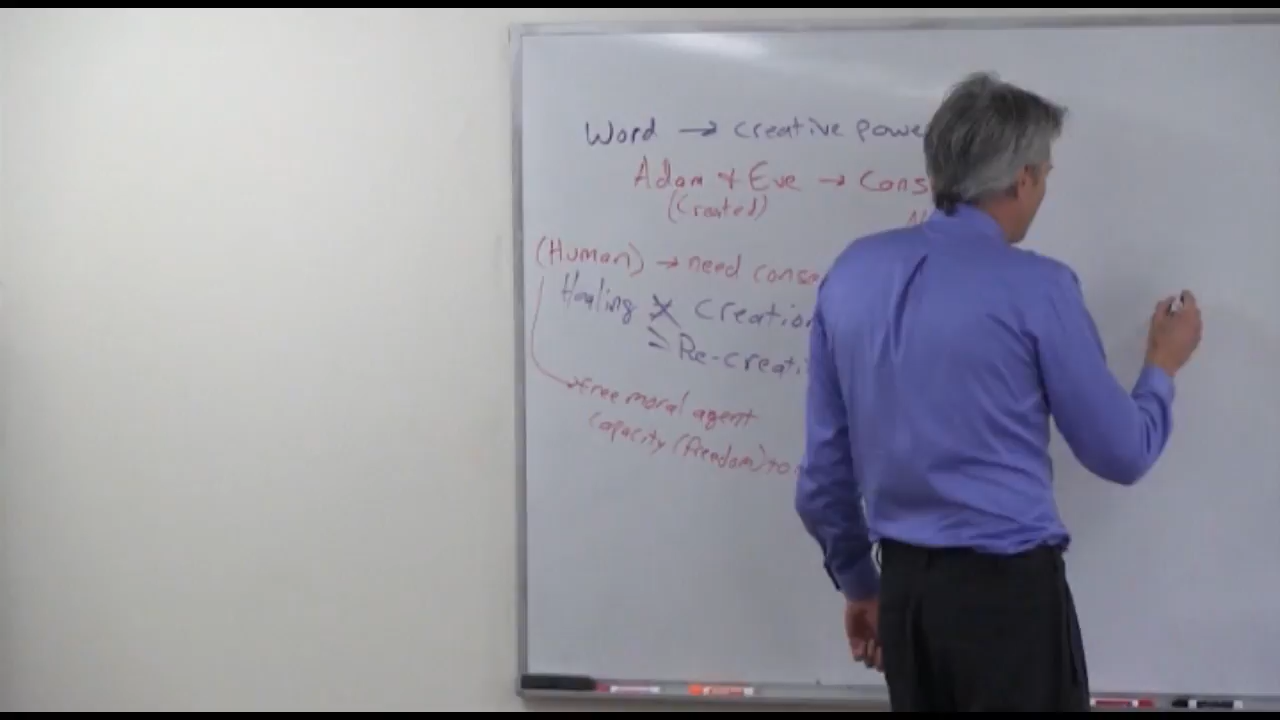 Word → creative powe
Adam & Eve → Cons
(Created)
(Human) → need conse
Healing X Creation
= Re-creati
→ free moral agent
capacity (freedom) to